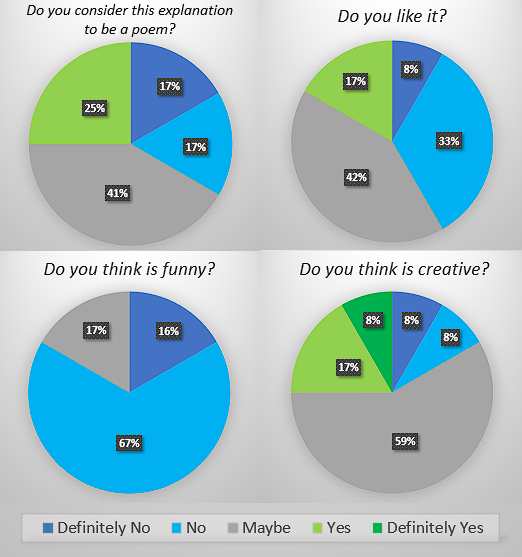 Do you consider this explanation
to be a poem?
17%
17%
41%
25%
Do you like it?
8%
33%
42%
17%
Do you think is funny?
16%
67%
17%
Do you think is creative?
8%
8%
59%
17%
8%
Definitely No No Maybe Yes Definitely Yes